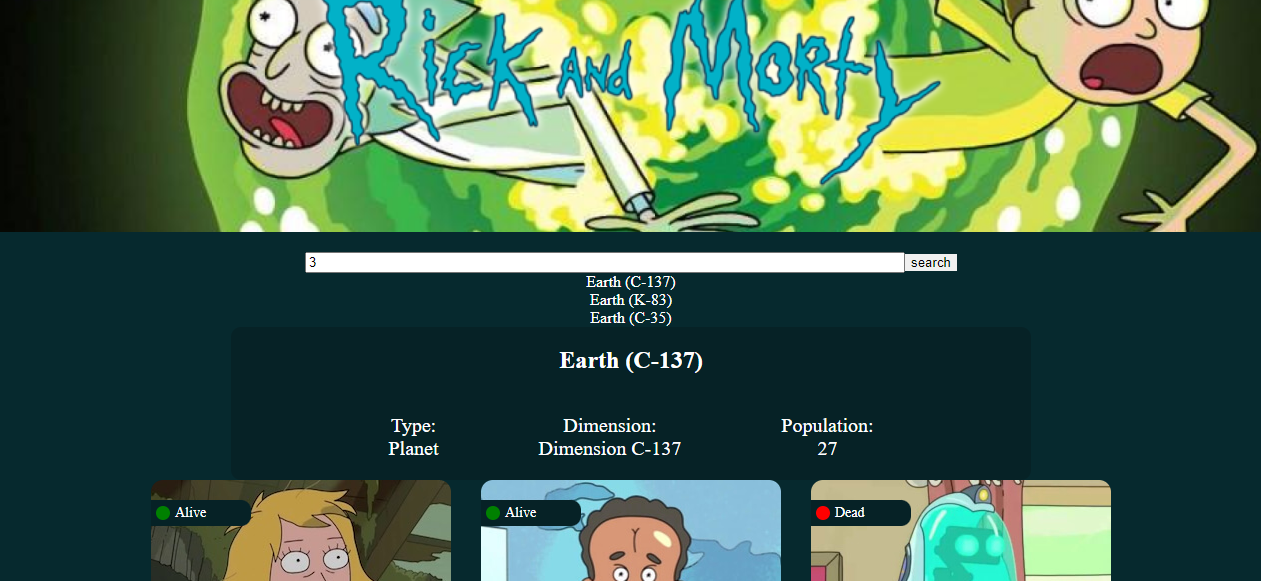 Rick and Morty
3 search
Earth (C-137)
Earth (K-83)
Earth (C-35)
Earth (C-137)
Type: Dimension: Population:
Planet Dimension C-137 27
Alive Alive Dead